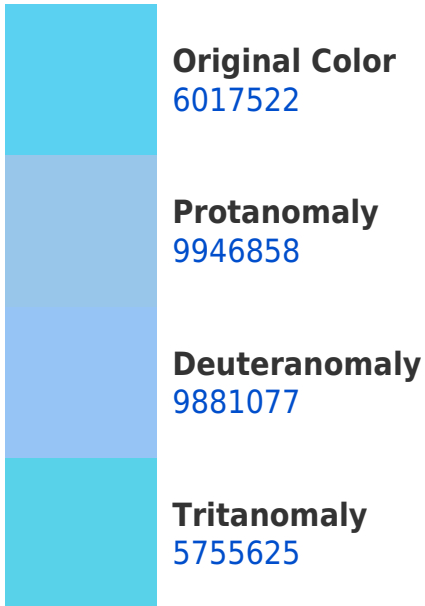 Original Color
6017522
Protanomaly
9946858
Deuteranomaly
9881077
Tritanomaly
5755625